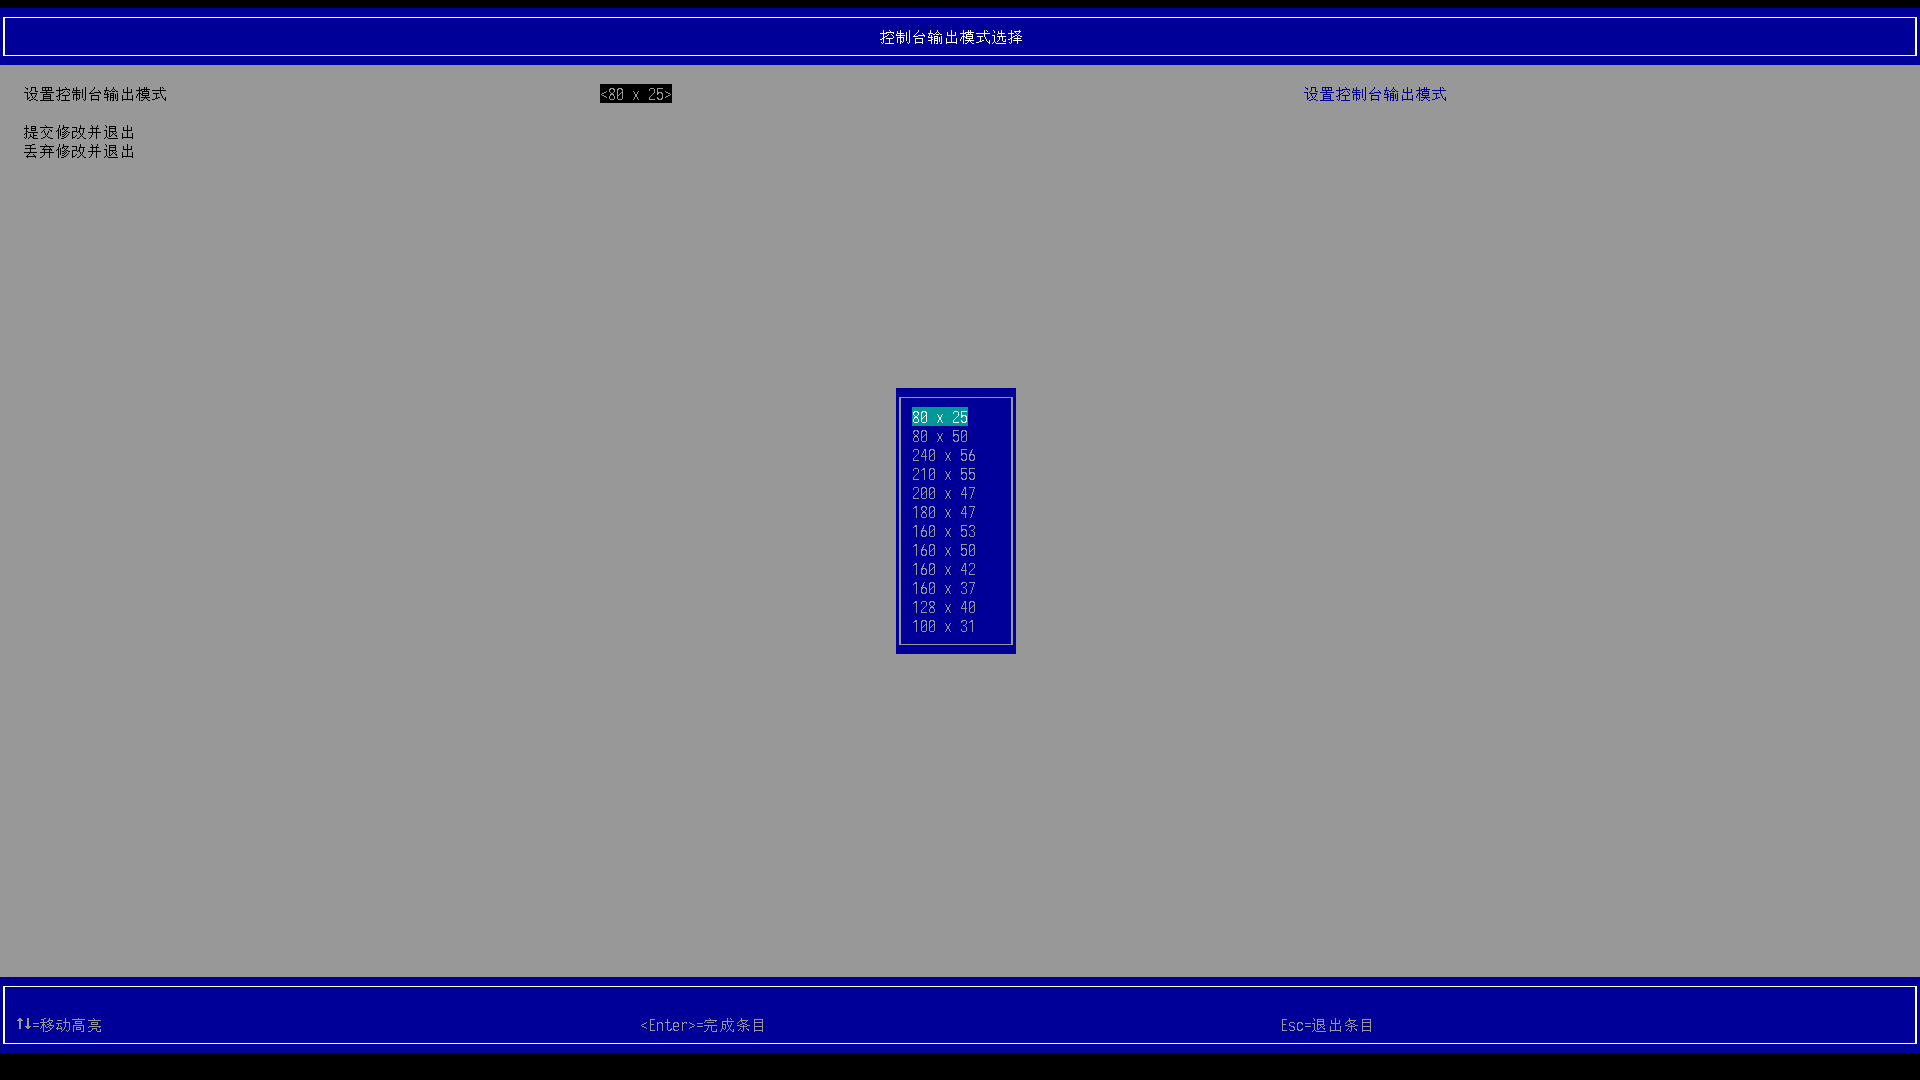 控制台输出模式选择
设置控制台输出模式 <80 x 25> 设置控制台输出模式
提交修改并退出
丢弃修改并退出
80 x 25
80 x 50
240 x 56
210 x 55
200 x 47
180 x 47
160 x 53
160 x 50
160 x 42
160 x 37
128 x 40
100 x 31
↑↓=移动高亮 <Enter>=完成条目 Esc=退出条目